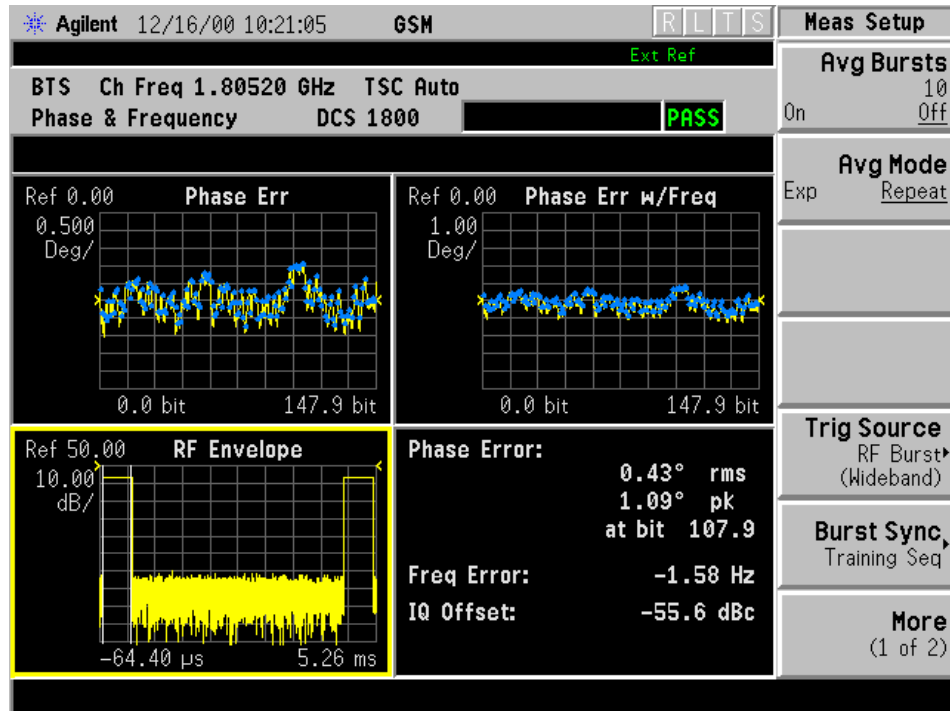 Agilent 12/16/00 10:21:05 GSM R L T S
Ext Ref
BTS Ch Freq 1.80520 GHz TSC Auto
Phase & Frequency DCS 1800 PASS
Ref 0.00 Phase Err
0.500
Deg/
0.0 bit 147.9 bit
Ref 0.00 Phase Err w/Freq
1.00
Deg/
0.0 bit 147.9 bit
Ref 50.00 RF Envelope
10.00
dB/
-64.40 µs 5.26 ms
Phase Error:
0.43° rms
1.09° pk
at bit 107.9
Freq Error: -1.58 Hz
IQ Offset: -55.6 dBc
Meas Setup
Avg Bursts
10
On Off
Avg Mode
Exp Repeat
Trig Source
RF Burst
(Wideband)
Burst Sync
Training Seq
More
(1 of 2)